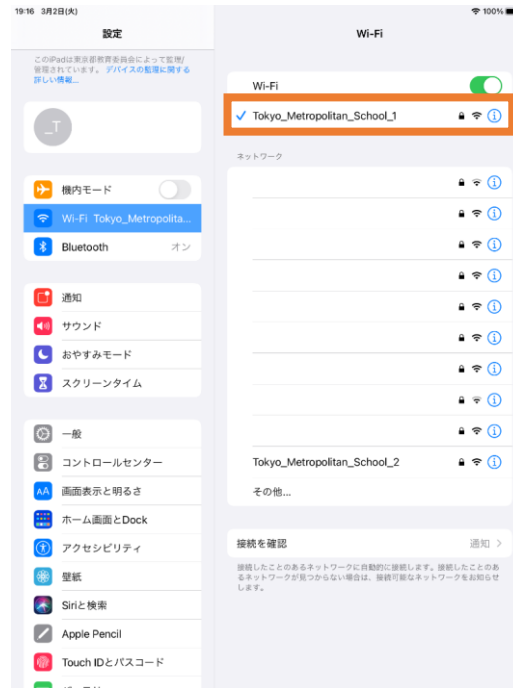 19:16 3月2日(火)
100%
設定
Wi-Fi
このiPadは東京都教育委員会によって監理/
管理されています。デバイスの監理に関する
詳しい情報...
_T
機内モード
Wi-Fi Tokyo_Metropolita...
Bluetooth オン
通知
サウンド
おやすみモード
スクリーンタイム
一般
コントロールセンター
AA 画面表示と明るさ
ホーム画面とDock
アクセシビリティ
壁紙
Siriと検索
Apple Pencil
Touch IDとパスコード
Wi-Fi
Tokyo_Metropolitan_School_1
ネットワーク
Tokyo_Metropolitan_School_2
その他...
接続を確認 通知
接続したことのあるネットワークに自動的に接続します。接続したことのあ
るネットワークが見つからない場合は、接続可能なネットワークをお知らせ
します。